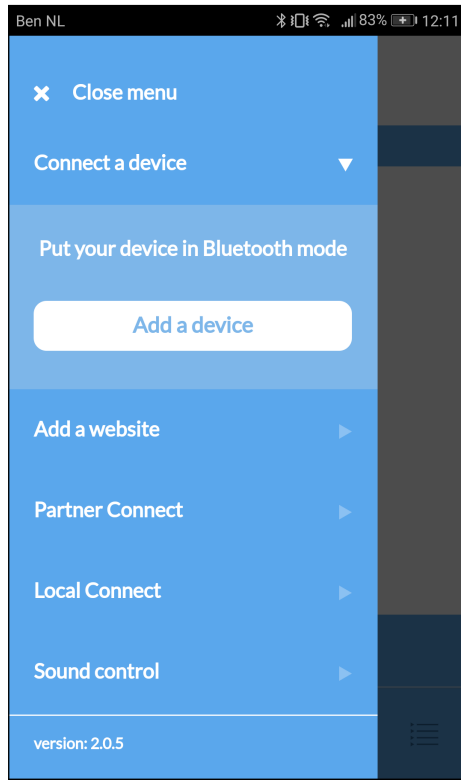 Ben NL 83% 12:11
Close menu
Connect a device
Put your device in Bluetooth mode
Add a device
Add a website
Partner Connect
Local Connect
Sound control
version: 2.0.5